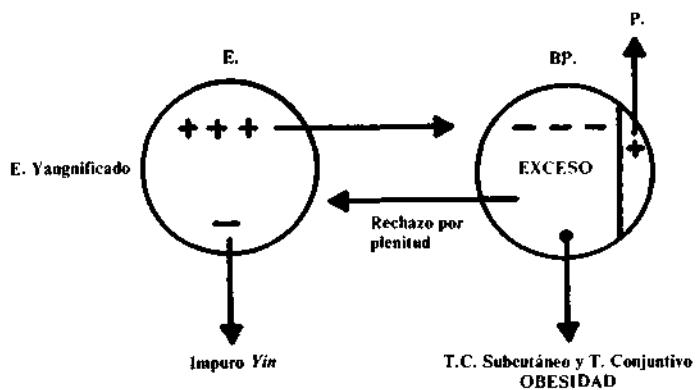 P.
E.
BP.
+ + +
- - -
+
E. Yangnificado
EXCESO
-
Rechazo por
plenitud
Impuro Yin
T.C. Subcutáneo y T. Conjuntivo
OBESIDAD